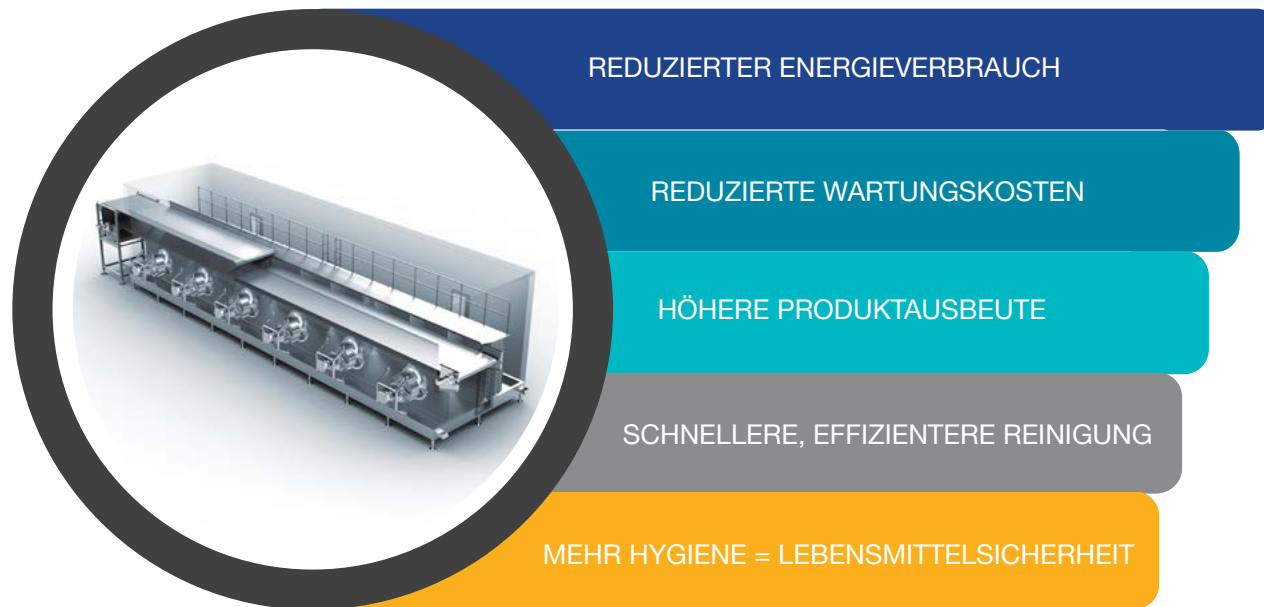 REDUZIERTER ENERGIEVERBRAUCH
REDUZIERTE WARTUNGSKOSTEN
HÖHERE PRODUKTAUSBEUTE
SCHNELLERE, EFFIZIENTERE REINIGUNG
MEHR HYGIENE = LEBENSMITTELSICHERHEIT